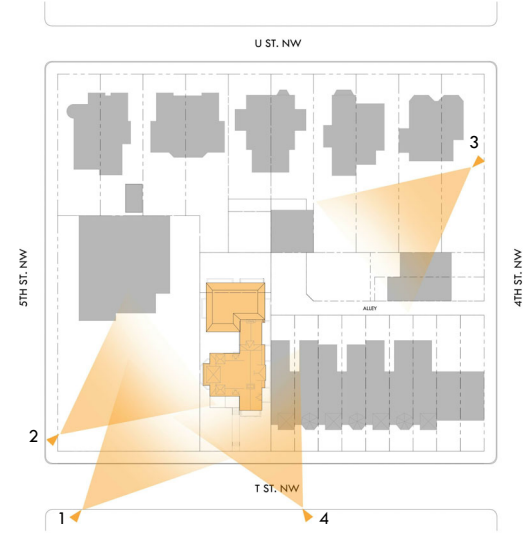 U ST. NW
3
5TH ST. NW
4TH ST. NW
ALLEY
2
T ST. NW
1
4